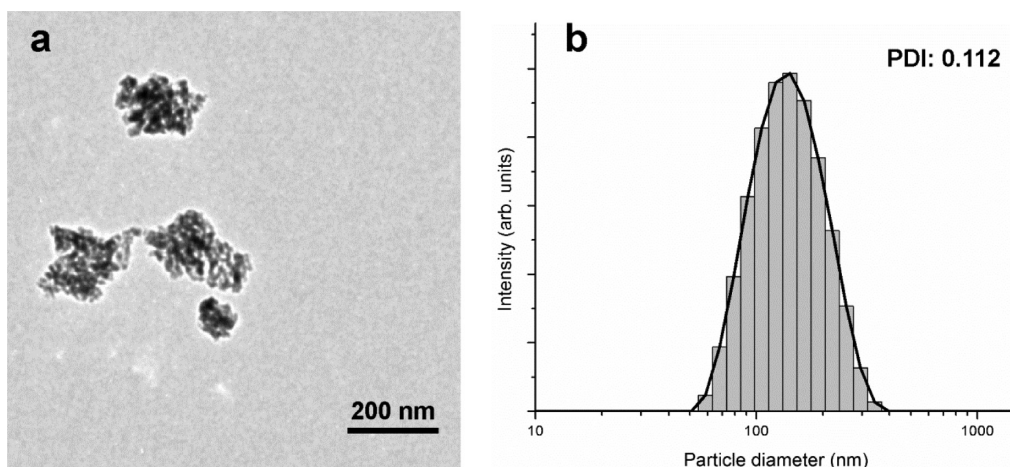 a
200 nm
b
PDI: 0.112
Intensity (arb. units)
10
100
1000
Particle diameter (nm)